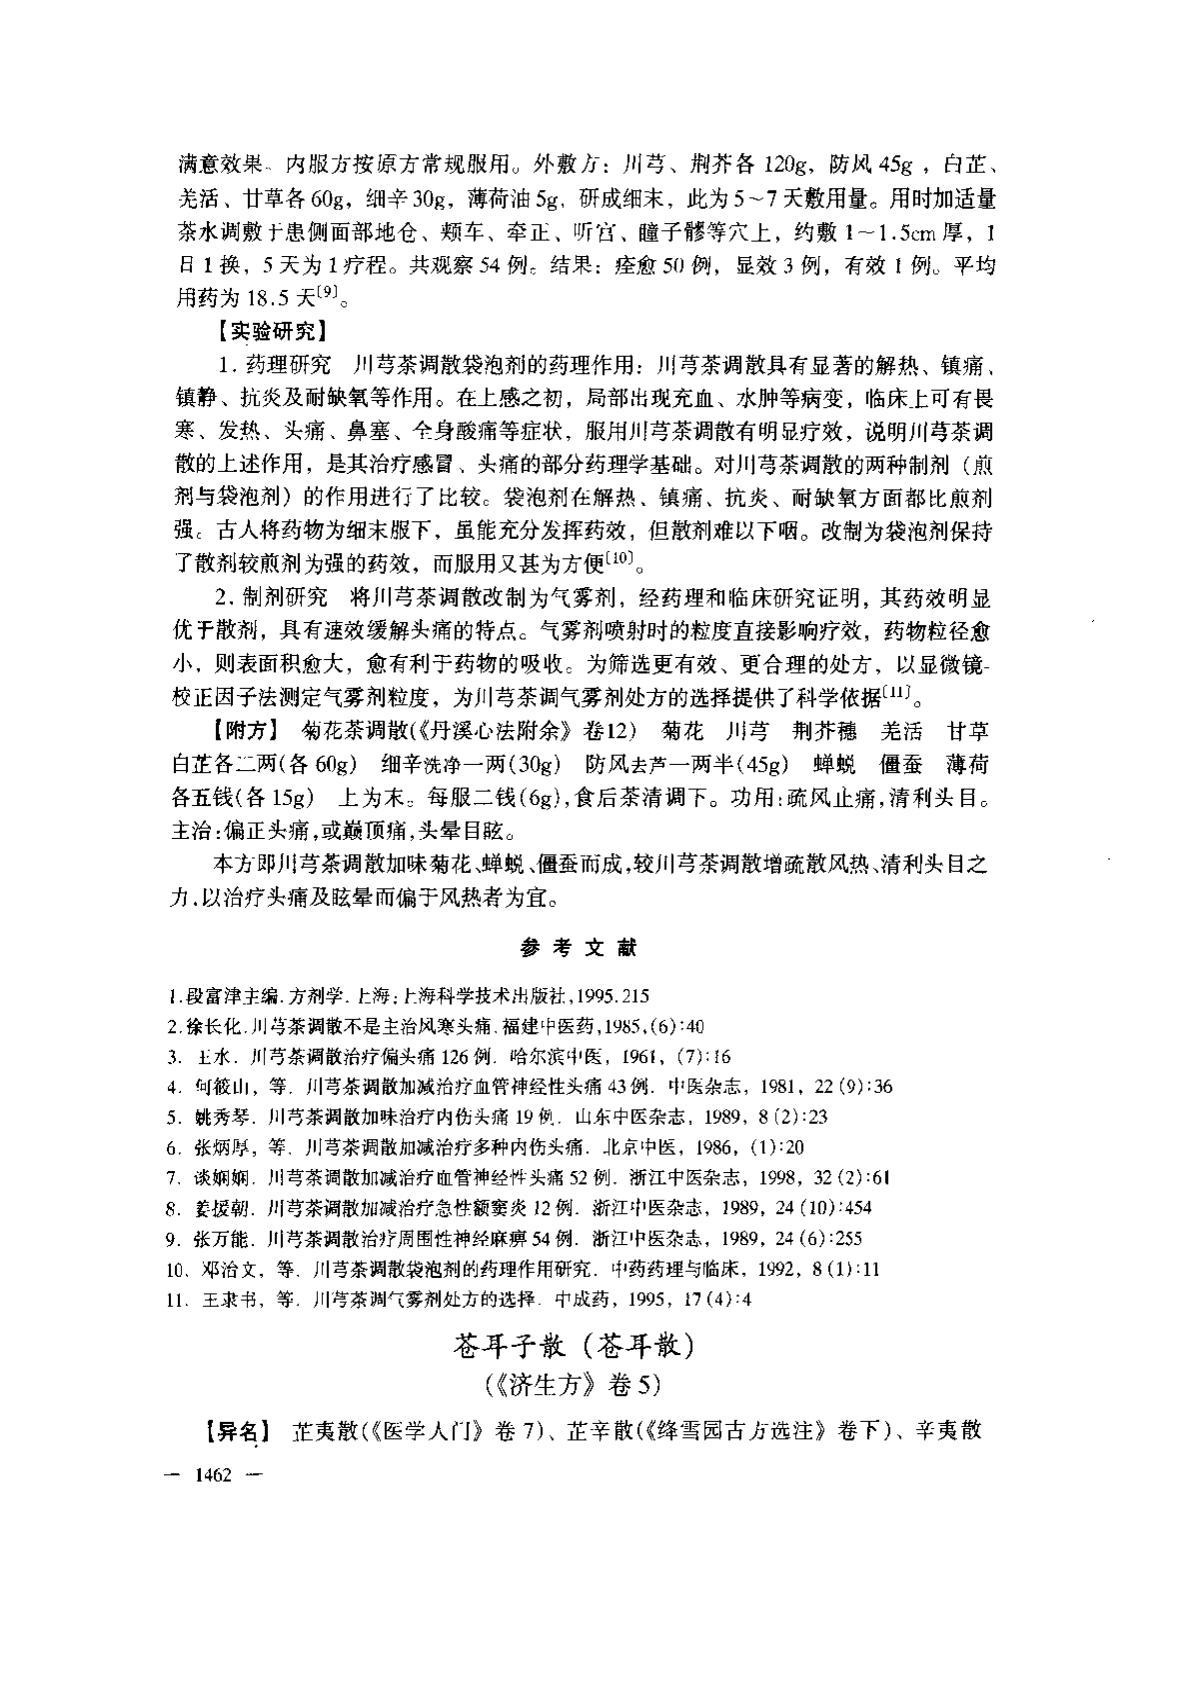 满意效果。内服方按原方常规服用。外敷方：川芎、荆芥各 120g，防风 45g ，白芷、
羌活、甘草各 60g，细辛 30g，薄荷油 5g，研成细末，此为 5～7 天敷用量。用时加适量
茶水调敷于患侧面部地仓、颊车、牵正、听宫、瞳子髎等穴上，约敷 1～1.5cm 厚，1
日 1 换，5 天为 1 疗程。共观察 54 例。结果：痊愈 50 例，显效 3 例，有效 1 例。平均
用药为 18.5 天〔9〕。
【实验研究】
1. 药理研究　川芎茶调散袋泡剂的药理作用：川芎茶调散具有显著的解热、镇痛、
镇静、抗炎及耐缺氧等作用。在上感之初，局部出现充血、水肿等病变，临床上可有畏
寒、发热、头痛、鼻塞、全身酸痛等症状，服用川芎茶调散有明显疗效，说明川芎茶调
散的上述作用，是其治疗感冒、头痛的部分药理学基础。对川芎茶调散的两种制剂（煎
剂与袋泡剂）的作用进行了比较。袋泡剂在解热、镇痛、抗炎、耐缺氧方面都比煎剂
强。古人将药物为细末服下，虽能充分发挥药效，但散剂难以下咽。改制为袋泡剂保持
了散剂较煎剂为强的药效，而服用又甚为方便〔10〕。
2. 制剂研究　将川芎茶调散改制为气雾剂，经药理和临床研究证明，其药效明显
优于散剂，具有速效缓解头痛的特点。气雾剂喷射时的粒度直接影响疗效，药物粒径愈
小，则表面积愈大，愈有利于药物的吸收。为筛选更有效、更合理的处方，以显微镜-
校正因子法测定气雾剂粒度，为川芎茶调气雾剂处方的选择提供了科学依据〔11〕。
【附方】　菊花茶调散(《丹溪心法附余》卷12)　菊花　川芎　荆芥穗　羌活　甘草
白芷各二两(各 60g)　细辛洗净一两(30g)　防风去芦一两半(45g)　蝉蜕　僵蚕　薄荷
各五钱(各 15g)　上为末。每服二钱(6g),食后茶清调下。功用:疏风止痛,清利头目。
主治:偏正头痛,或巅顶痛,头晕目眩。
本方即川芎茶调散加味菊花、蝉蜕、僵蚕而成,较川芎茶调散增疏散风热、清利头目之
力,以治疗头痛及眩晕而偏于风热者为宜。
参 考 文 献
1.段富津主编.方剂学.上海:上海科学技术出版社,1995.215
2.徐长化.川芎茶调散不是主治风寒头痛.福建中医药,1985,(6):40
3. 王水. 川芎茶调散治疗偏头痛 126 例. 哈尔滨中医, 1961, (7):16
4. 何筱山, 等. 川芎茶调散加减治疗血管神经性头痛 43 例. 中医杂志, 1981, 22 (9):36
5. 姚秀琴. 川芎茶调散加味治疗内伤头痛 19 例. 山东中医杂志, 1989, 8 (2):23
6. 张炳厚, 等. 川芎茶调散加减治疗多种内伤头痛. 北京中医, 1986, (1):20
7. 谈娴娴. 川芎茶调散加减治疗血管神经性头痛 52 例. 浙江中医杂志, 1998, 32 (2):61
8. 姜援朝. 川芎茶调散加减治疗急性额窦炎 12 例. 浙江中医杂志, 1989, 24 (10):454
9. 张万能. 川芎茶调散治疗周围性神经麻痹 54 例. 浙江中医杂志, 1989, 24 (6):255
10. 邓治文, 等. 川芎茶调散袋泡剂的药理作用研究. 中药药理与临床, 1992, 8 (1):11
11. 王隶书, 等. 川芎茶调气雾剂处方的选择. 中成药, 1995, 17 (4):4
苍耳子散（苍耳散）
(《济生方》卷 5)
【异名】　芷夷散(《医学入门》卷 7)、芷辛散(《绛雪园古方选注》卷下)、辛夷散
— 1462 —